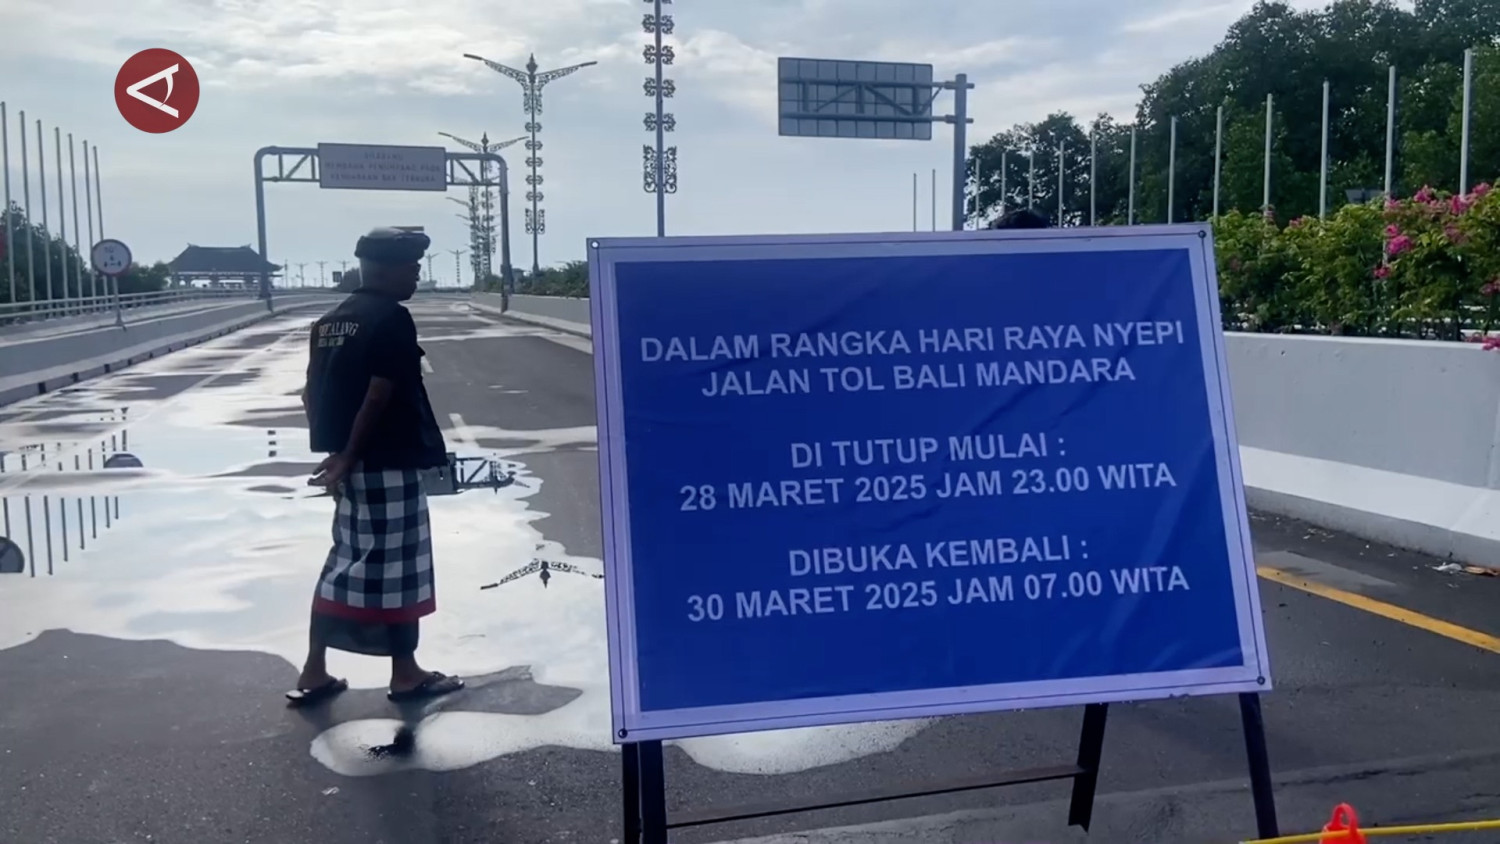 DALAM RANGKA HARI RAYA NYEPI
JALAN TOL BALI MANDARA
DI TUTUP MULAI :
28 MARET 2025 JAM 23.00 WITA
DIBUKA KEMBALI :
30 MARET 2025 JAM 07.00 WITA